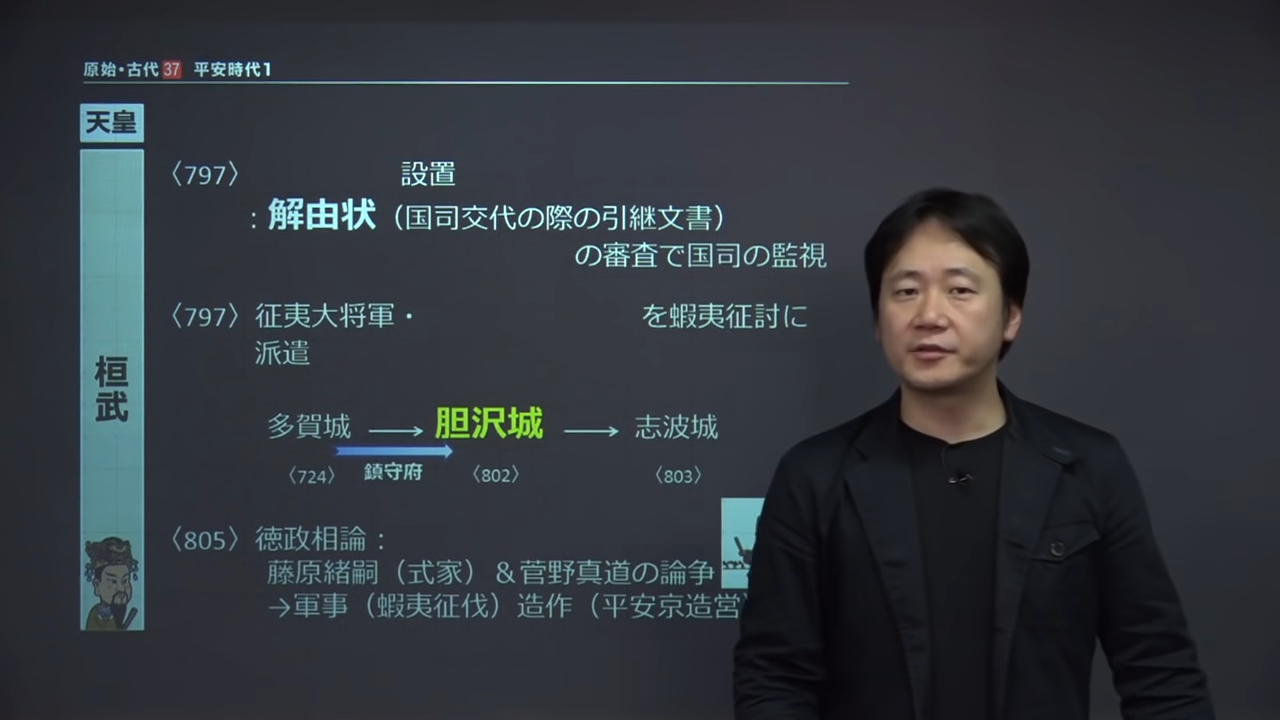 原始・古代37 平安時代1
天皇
桓武
〈797〉 設置
：解由状（国司交代の際の引継文書）
の審査で国司の監視
〈797〉征夷大将軍・ を蝦夷征討に
派遣
多賀城 → 胆沢城 → 志波城
〈724〉 鎮守府 〈802〉 〈803〉
〈805〉徳政相論：
藤原緒嗣（式家）＆菅野真道の論争
→軍事（蝦夷征伐）造作（平安京造営）